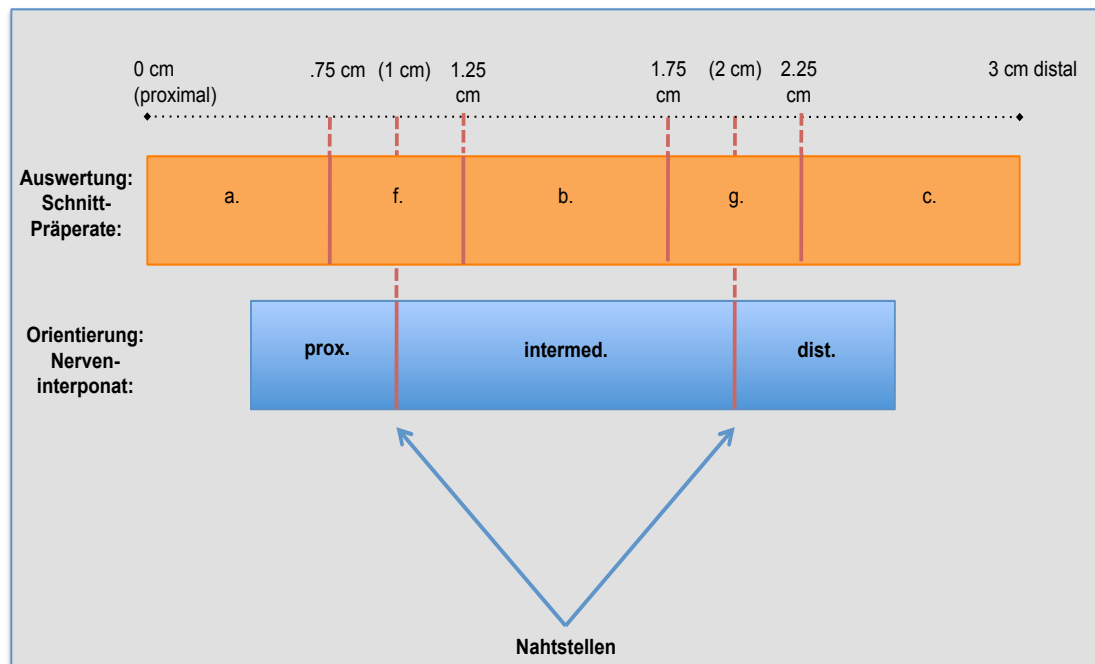 0 cm
(proximal)
.75 cm
(1 cm)
1.25
cm
1.75
cm
(2 cm)
2.25
cm
3 cm distal
Auswertung:
Schnitt-
Präperate:
a.
f.
b.
g.
c.
Orientierung:
Nerven-
interponat:
prox.
intermed.
dist.
Nahtstellen